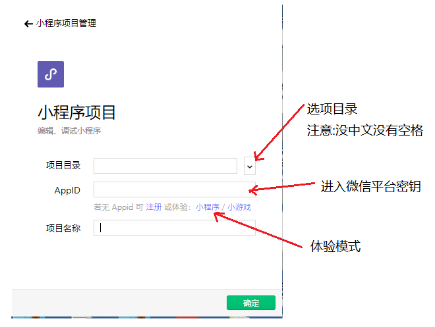 小程序项目管理
小程序项目
编辑、调试小程序
选项目录
注意:没中文没有空格
项目目录
AppID
进入微信平台密钥
若无 Appid 可 注册 或体验: 小程序 / 小游戏
项目名称
体验模式
确定